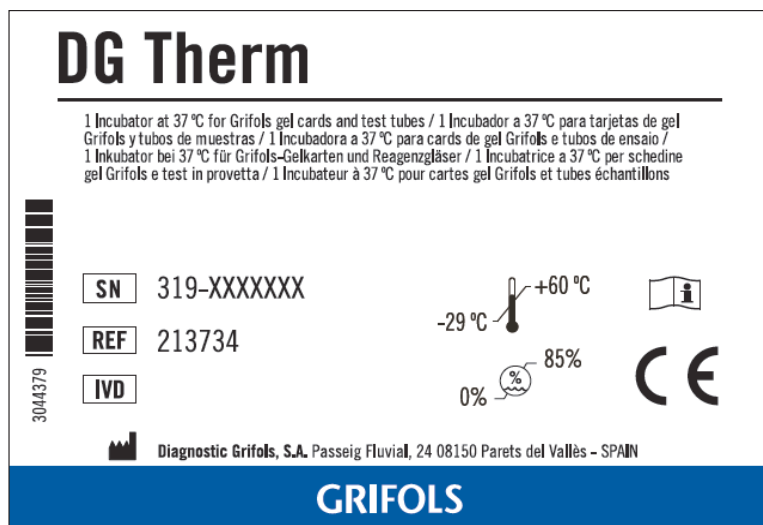 DG Therm
1 Incubator at 37 ºC for Grifols gel cards and test tubes / 1 Incubador a 37 ºC para tarjetas de gel
Grifols y tubos de muestras / 1 Incubadora a 37 ºC para cards de gel Grifols e tubos de ensaio /
1 Inkubator bei 37 ºC für Grifols-Gelkarten und Reagenzgläser / 1 Incubatrice a 37 ºC per schedine
gel Grifols e test in provetta / 1 Incubateur à 37 ºC pour cartes gel Grifols et tubes échantillons
SN 319-XXXXXXX
+60 ºC
-29 ºC
i
REF 213734
85%
%
0%
CE
IVD
3044379
Diagnostic Grifols, S.A. Passeig Fluvial, 24 08150 Parets del Vallès - SPAIN
GRIFOLS